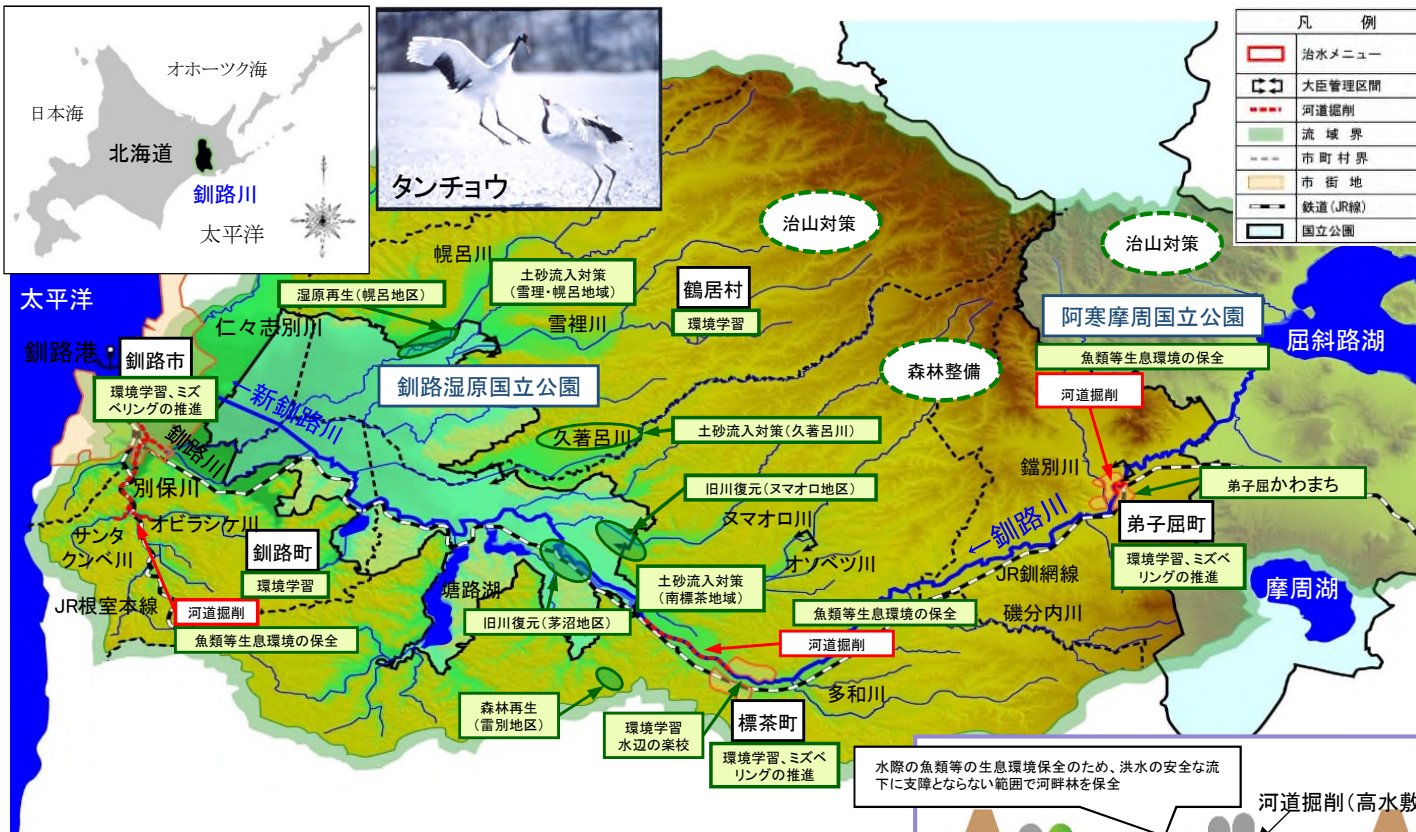 オホーツク海
日本海
北海道
釧路川
太平洋
タンチョウ
凡 例
治水メニュー
大臣管理区間
河道掘削
流域界
市町村界
市街地
鉄道(JR線)
国立公園
太平洋
釧路港
釧路市
環境学習、ミズ
ベリングの推進
仁々志別川
幌呂川
湿原再生(幌呂地区)
土砂流入対策
(雪理・幌呂地域)
雪裡川
鶴居村
環境学習
治山対策
治山対策
森林整備
阿寒摩周国立公園
魚類等生息環境の保全
河道掘削
屈斜路湖
釧路湿原国立公園
←新釧路川
釧路川
久著呂川
土砂流入対策(久著呂川)
旧川復元(ヌマオロ地区)
ヌマオロ川
鐺別川
弟子屈かわまち
弟子屈町
環境学習、ミズベ
リングの推進
←釧路川
JR釧網線
摩周湖
別保川
オビラシケ川
サンタ
クンベ川
釧路町
環境学習
JR根室本線
河道掘削
魚類等生息環境の保全
塘路湖
旧川復元(茅沼地区)
土砂流入対策
(南標茶地域)
オソベツ川
魚類等生息環境の保全
河道掘削
磯分内川
多和川
森林再生
(雷別地区)
環境学習
水辺の楽校
標茶町
環境学習、ミズベ
リングの推進
水際の魚類等の生息環境保全のため、洪水の安全な流
下に支障とならない範囲で河畔林を保全
河道掘削(高水敷